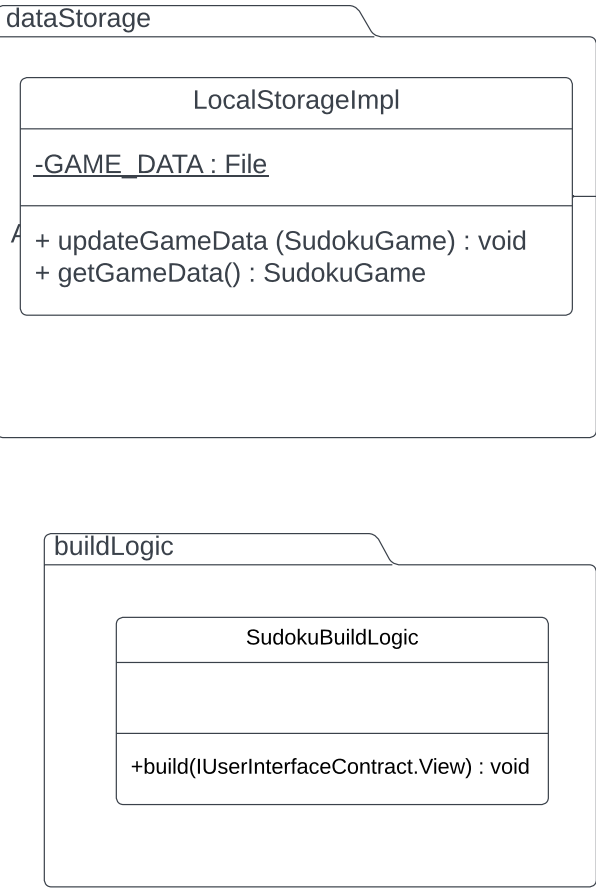 dataStorage
LocalStorageImpl
-GAME_DATA : File
+ updateGameData (SudokuGame) : void
+ getGameData() : SudokuGame
buildLogic
SudokuBuildLogic
+build(IUserInterfaceContract.View) : void